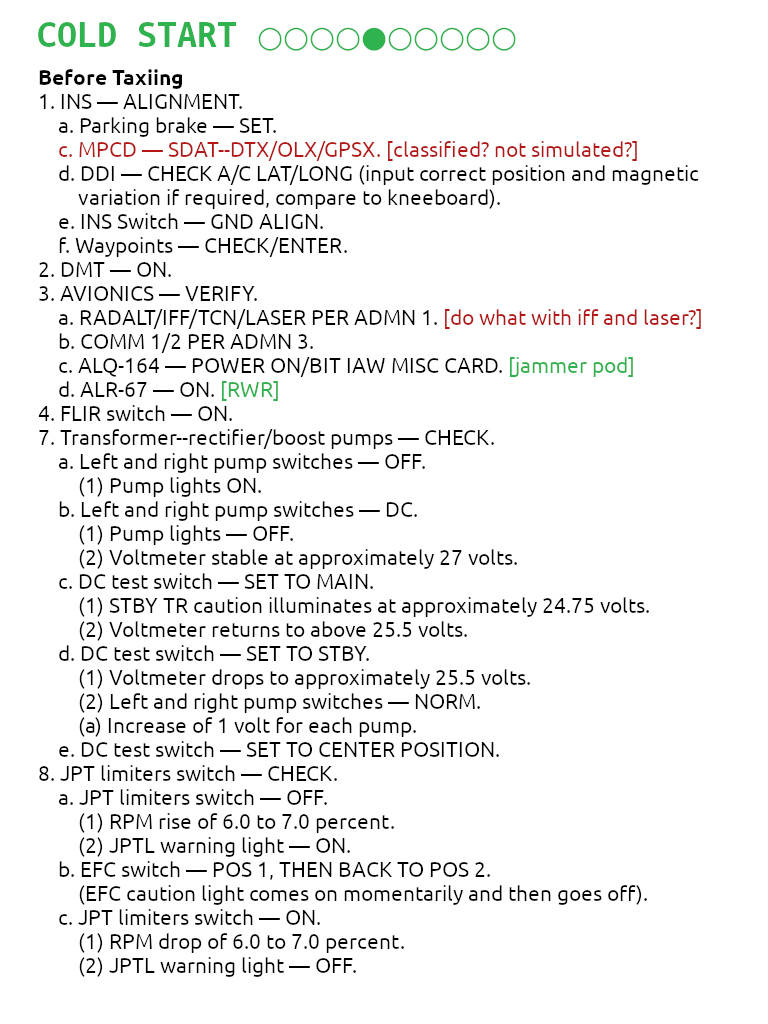 COLD START ○○○○●○○○○○
Before Taxiing
1. INS — ALIGNMENT.
a. Parking brake — SET.
c. MPCD — SDAT--DTX/OLX/GPSX. [classified? not simulated?]
d. DDI — CHECK A/C LAT/LONG (input correct position and magnetic
variation if required, compare to kneeboard).
e. INS Switch — GND ALIGN.
f. Waypoints — CHECK/ENTER.
2. DMT — ON.
3. AVIONICS — VERIFY.
a. RADALT/IFF/TCN/LASER PER ADMN 1. [do what with iff and laser?]
b. COMM 1/2 PER ADMN 3.
c. ALQ-164 — POWER ON/BIT IAW MISC CARD. [jammer pod]
d. ALR-67 — ON. [RWR]
4. FLIR switch — ON.
7. Transformer--rectifier/boost pumps — CHECK.
a. Left and right pump switches — OFF.
(1) Pump lights ON.
b. Left and right pump switches — DC.
(1) Pump lights — OFF.
(2) Voltmeter stable at approximately 27 volts.
c. DC test switch — SET TO MAIN.
(1) STBY TR caution illuminates at approximately 24.75 volts.
(2) Voltmeter returns to above 25.5 volts.
d. DC test switch — SET TO STBY.
(1) Voltmeter drops to approximately 25.5 volts.
(2) Left and right pump switches — NORM.
(a) Increase of 1 volt for each pump.
e. DC test switch — SET TO CENTER POSITION.
8. JPT limiters switch — CHECK.
a. JPT limiters switch — OFF.
(1) RPM rise of 6.0 to 7.0 percent.
(2) JPTL warning light — ON.
b. EFC switch — POS 1, THEN BACK TO POS 2.
(EFC caution light comes on momentarily and then goes off).
c. JPT limiters switch — ON.
(1) RPM drop of 6.0 to 7.0 percent.
(2) JPTL warning light — OFF.